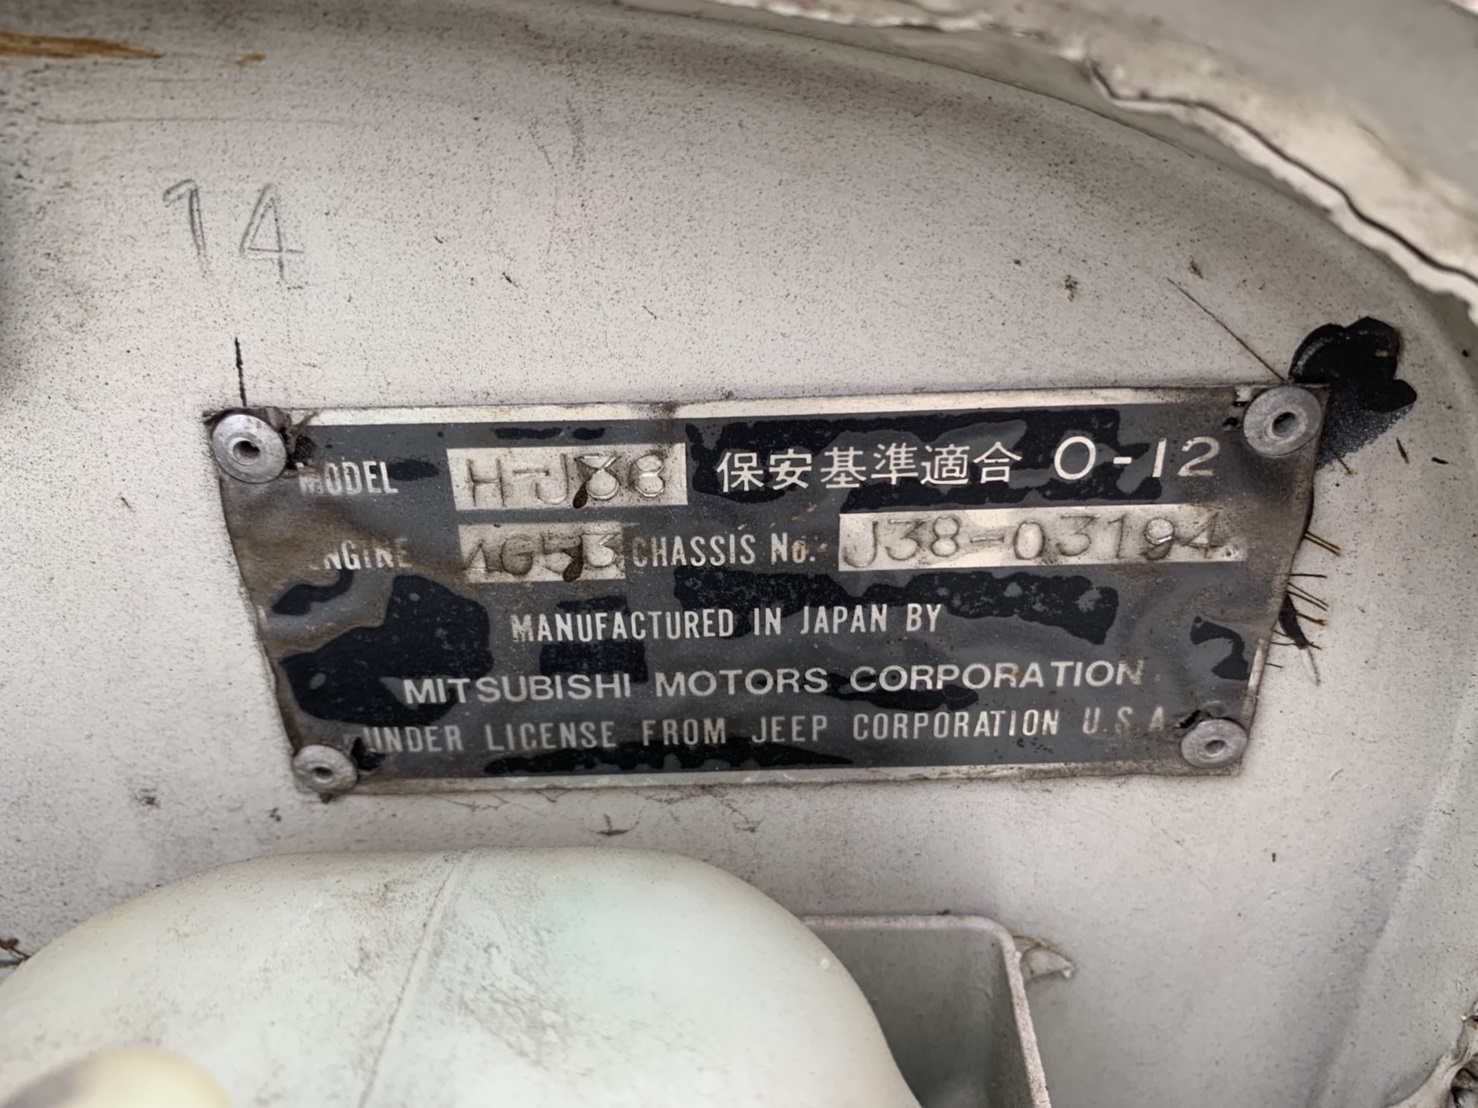 14
MODEL H-J38 保安基準適合 O-12
ENGINE 4G53 CHASSIS No. J38-03194
MANUFACTURED IN JAPAN BY
MITSUBISHI MOTORS CORPORATION
UNDER LICENSE FROM JEEP CORPORATION U.S.A.